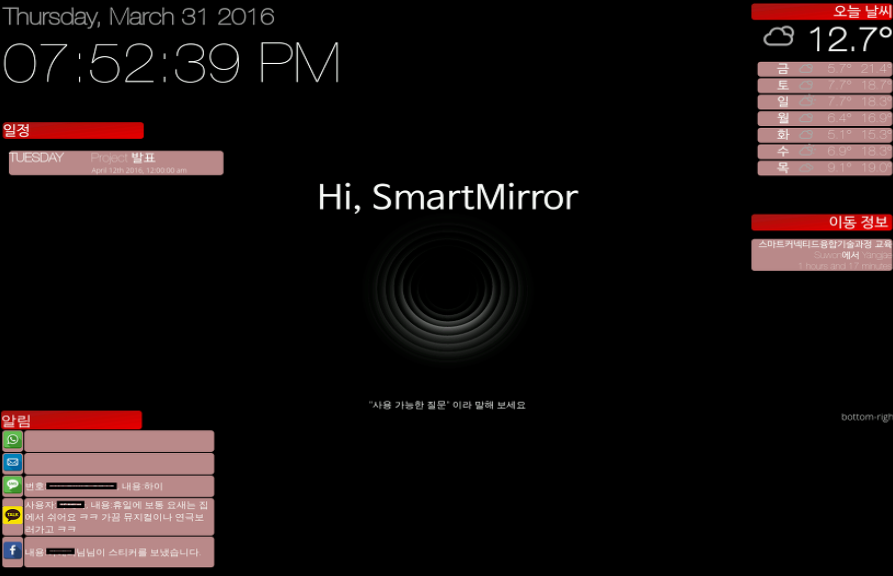 Thursday, March 31 2016
07:52:39 PM
일정
TUESDAY Project 발표
April 12th 2016, 12:00:00 am
오늘 날씨
12.7°
금 5.7° 21.4°
토 7.7° 18.7°
일 7.7° 18.3°
월 6.4° 16.9°
화 5.1° 15.3°
수 6.9° 18.3°
목 9.1° 19.0°
이동 정보
스마트커넥티드융합기술과정 교육
Suwon에서 Yangjae
1 hours and 17 minutes
Hi, SmartMirror
"사용 가능한 질문" 이라 말해 보세요
bottom-righ
알림
번호: 내용:하이
TALK
사용자: , 내용:휴일에 보통 요새는 집
에서 쉬어요 ㅋㅋ 가끔 뮤지컬이나 연극보
러가고 ㅋㅋ
내용: 님님이 스티커를 보냈습니다.